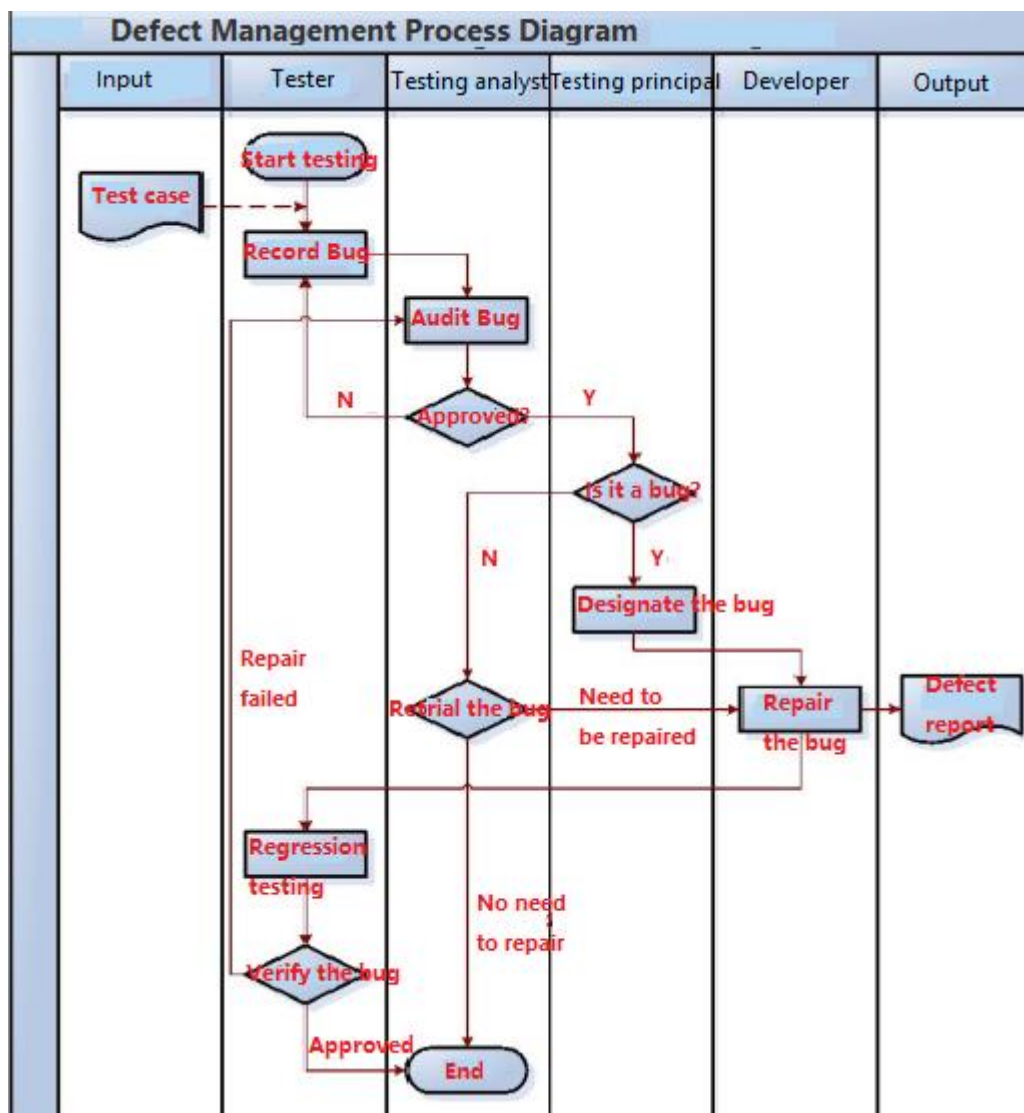 Defect Management Process Diagram
Input
Tester
Testing analyst
Testing principal
Developer
Output
Start testing
Test case
Record Bug
Audit Bug
N
Approved?
Y
Is it a bug?
N
Y
Designate the bug
Repair
failed
Retrial the bug
Need to
be repaired
Repair
the bug
Defect
report
Regression
testing
No need
to repair
Verify the bug
Approved
End